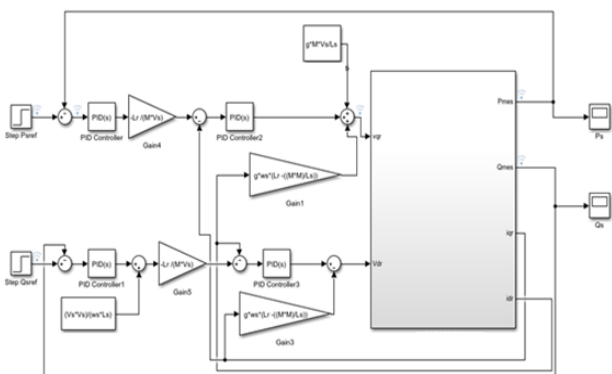 g*M*Vs/Ls
Step Psref
PID(s)
PID Controller
-Lr /(M*Vs)
Gain4
PID(s)
PID Controller2
vqr
Pmes
Ps
g*ws*(Lr -((M*M)/Ls))
Gain1
Qmes
Qs
iqr
Step Qsref
PID(s)
PID Controller1
-Lr /(M*Vs)
Gain5
PID(s)
PID Controller3
Vdr
(Vs*Vs)/(ws*Ls)
g*ws*(Lr -((M*M)/Ls))
Gain3
idr